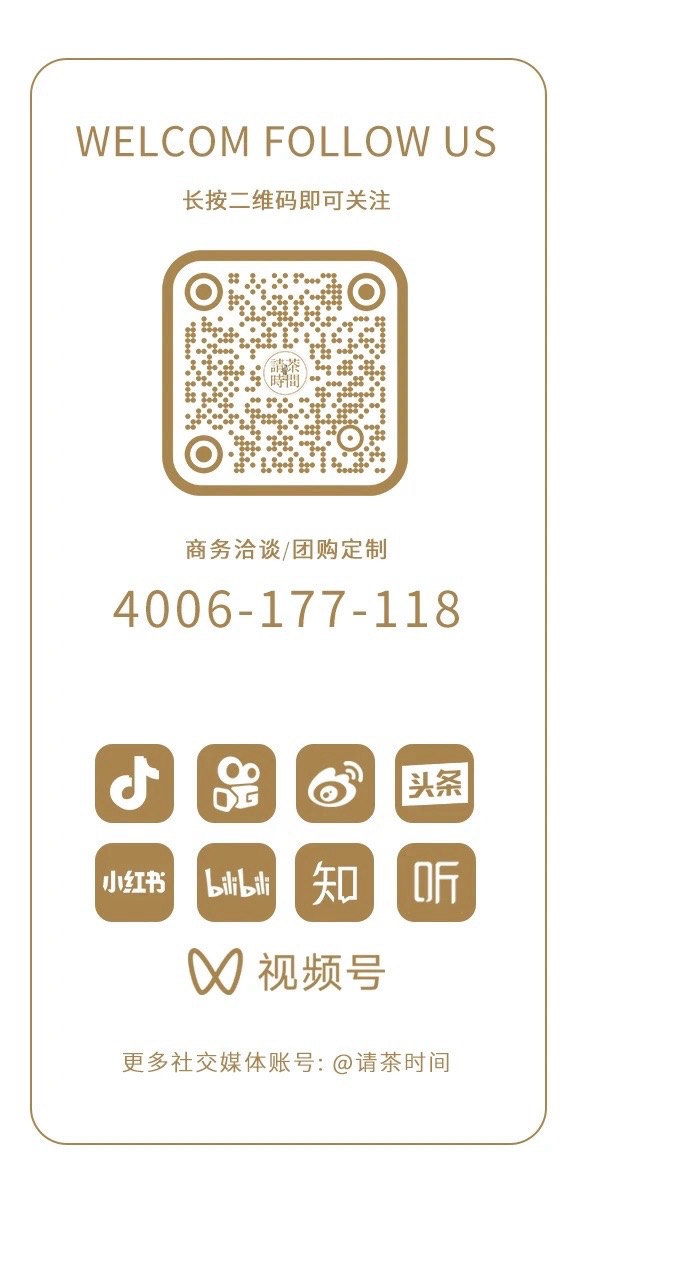 WELCOM FOLLOW US
长按二维码即可关注
請茶
時間
商务洽谈/团购定制
4006-177-118
头条
小红书 bilibili 知 听
视频号
更多社交媒体账号: @请茶时间